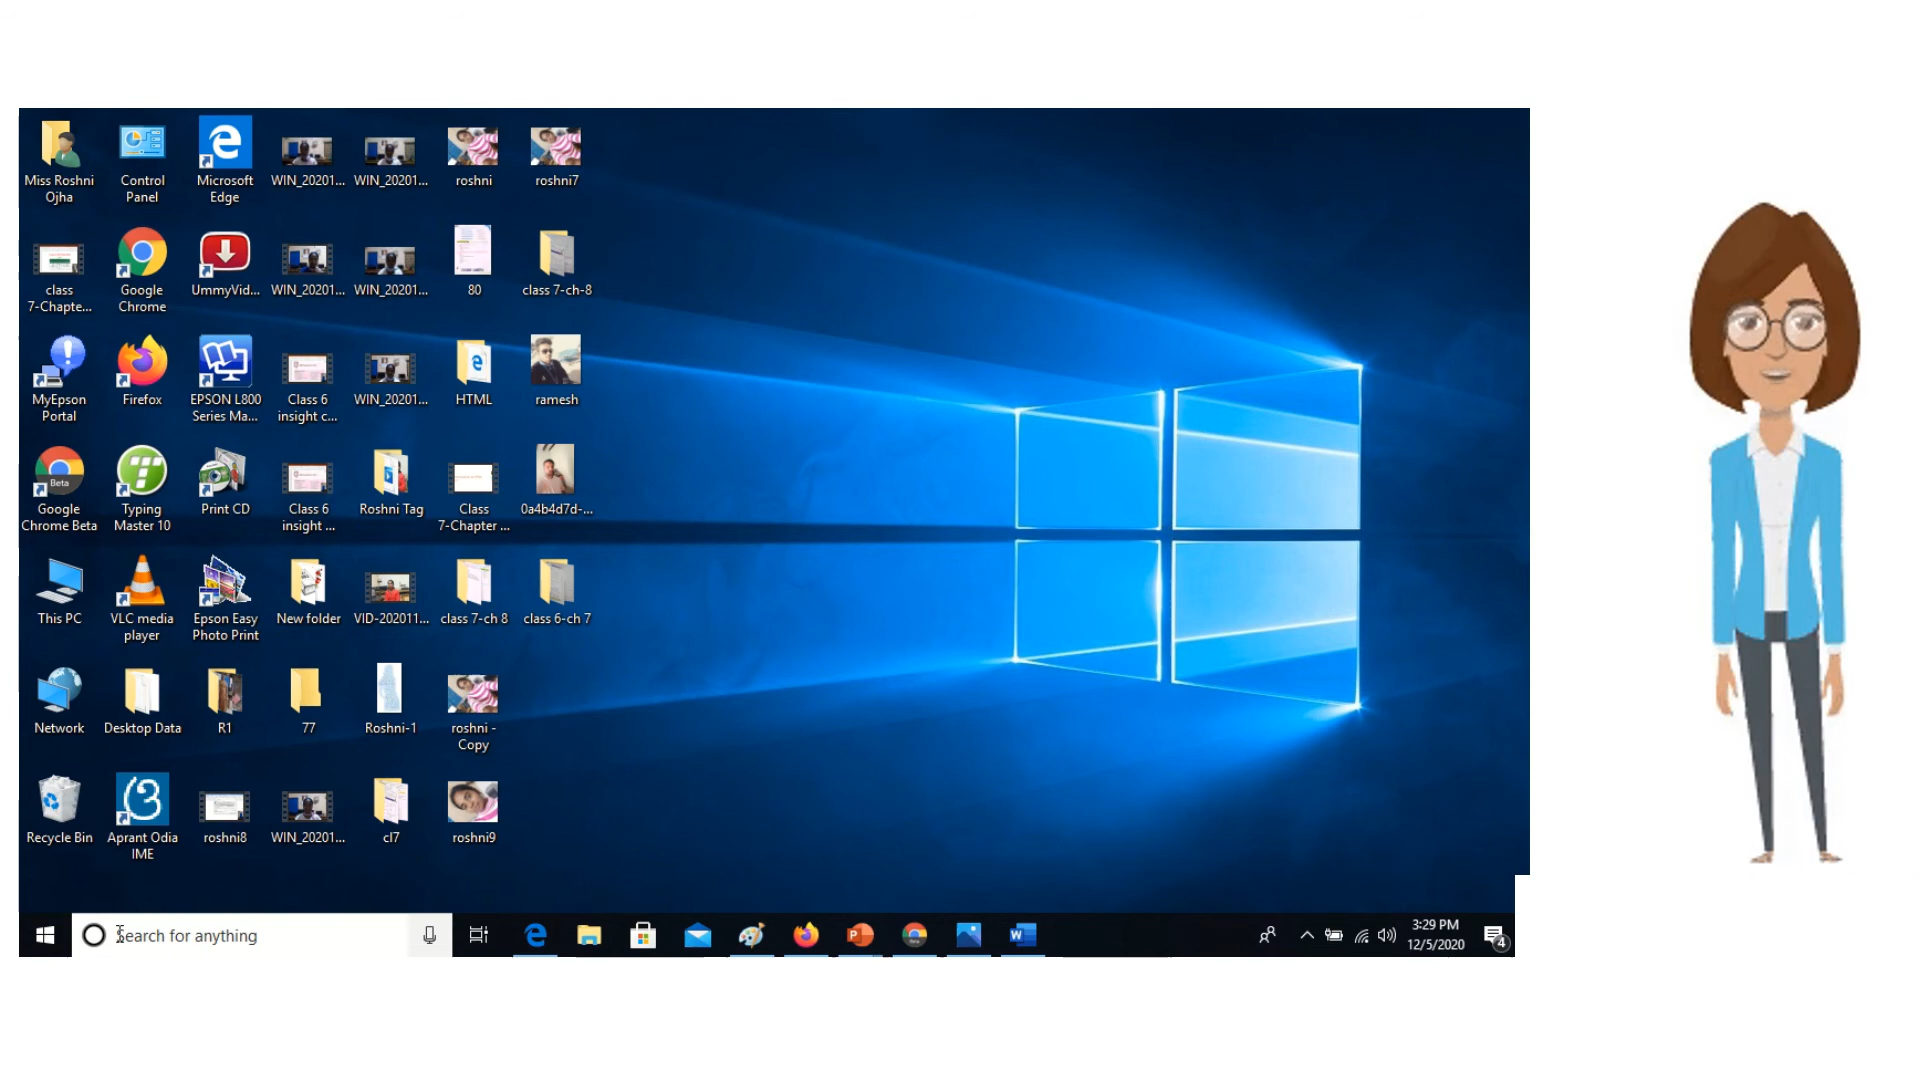 Miss Roshni
Ojha
Control
Panel
Microsoft
Edge
WIN_20201...
WIN_20201...
roshni
roshni7
class
7-Chapte...
Google
Chrome
UmmyVid...
WIN_20201...
WIN_20201...
80
class 7-ch-8
MyEpson
Portal
Firefox
EPSON L800
Series Ma...
Class 6
insight c...
WIN_20201...
HTML
ramesh
Beta
Google
Chrome Beta
Typing
Master 10
Print CD
Class 6
insight ...
Roshni Tag
Class
7-Chapter ...
0a4b4d7d-...
This PC
VLC media
player
Epson Easy
Photo Print
New folder
VID-202011...
class 7-ch 8
class 6-ch 7
Network
Desktop Data
R1
77
Roshni-1
roshni -
Copy
Recycle Bin
Aprant Odia
IME
roshni8
WIN_20201...
cl7
roshni9
Search for anything
3:29 PM
12/5/2020
4